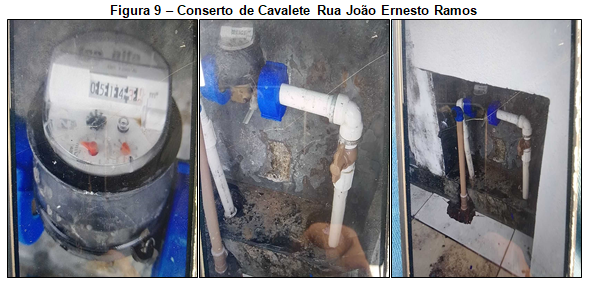 Figura 9 – Conserto de Cavalete Rua João Ernesto Ramos